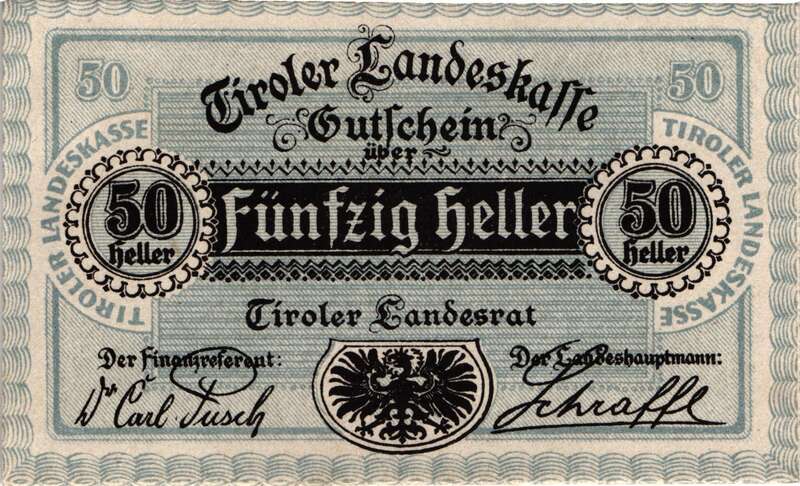 50
50
Tiroler Landeskasse
Gutschein
über
TIROLER LANDESKASSE
TIROLER LANDESKASSE
50
Heller
Fünfzig Heller
50
Heller
Tiroler Landesrat
Der Finanzreferent:
Der Landeshauptmann:
Dr Carl Pusch
Schraffl